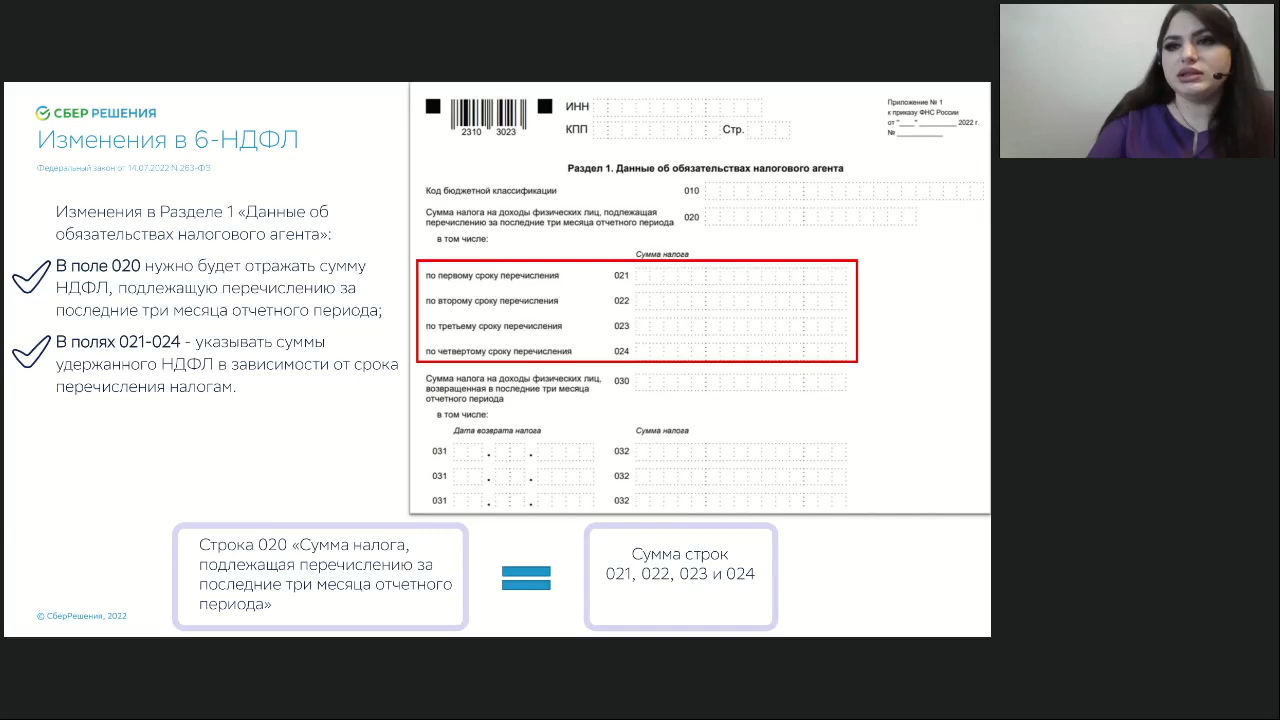 СБЕР РЕШЕНИЯ
Изменения в 6-НДФЛ
Федеральный закон от 14.07.2022 N 263-ФЗ
Изменения в Разделе 1 «Данные об
обязательствах налогового агента»:
В поле 020 нужно будет отражать сумму
НДФЛ, подлежащую перечислению за
последние три месяца отчетного периода;
В полях 021-024 - указывать суммы
удержанного НДФЛ в зависимости от срока
перечисления налогам.
2310 3023
ИНН
КПП
Стр.
Приложение № 1
к приказу ФНС России
от "____" __________ 2022 г.
№ ____________
Раздел 1. Данные об обязательствах налогового агента
Код бюджетной классификации 010
Сумма налога на доходы физических лиц, подлежащая
перечислению за последние три месяца отчетного периода 020
в том числе:
Сумма налога
по первому сроку перечисления 021
по второму сроку перечисления 022
по третьему сроку перечисления 023
по четвертому сроку перечисления 024
Сумма налога на доходы физических лиц, 030
возвращенная в последние три месяца
отчетного периода
в том числе:
Дата возврата налога Сумма налога
031 . . 032
031 . . 032
031 . . 032
Строка 020 «Сумма налога,
подлежащая перечислению за
последние три месяца отчетного
периода»
Сумма строк
021, 022, 023 и 024
© СберРешения, 2022